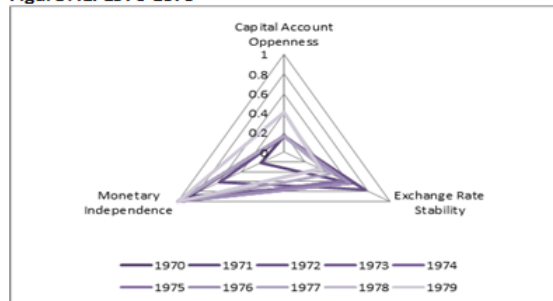 Capital Account
Oppenness
1
0.8
0.6
0.4
0.2
0
Monetary
Independence
Exchange Rate
Stability
1970
1971
1972
1973
1974
1975
1976
1977
1978
1979